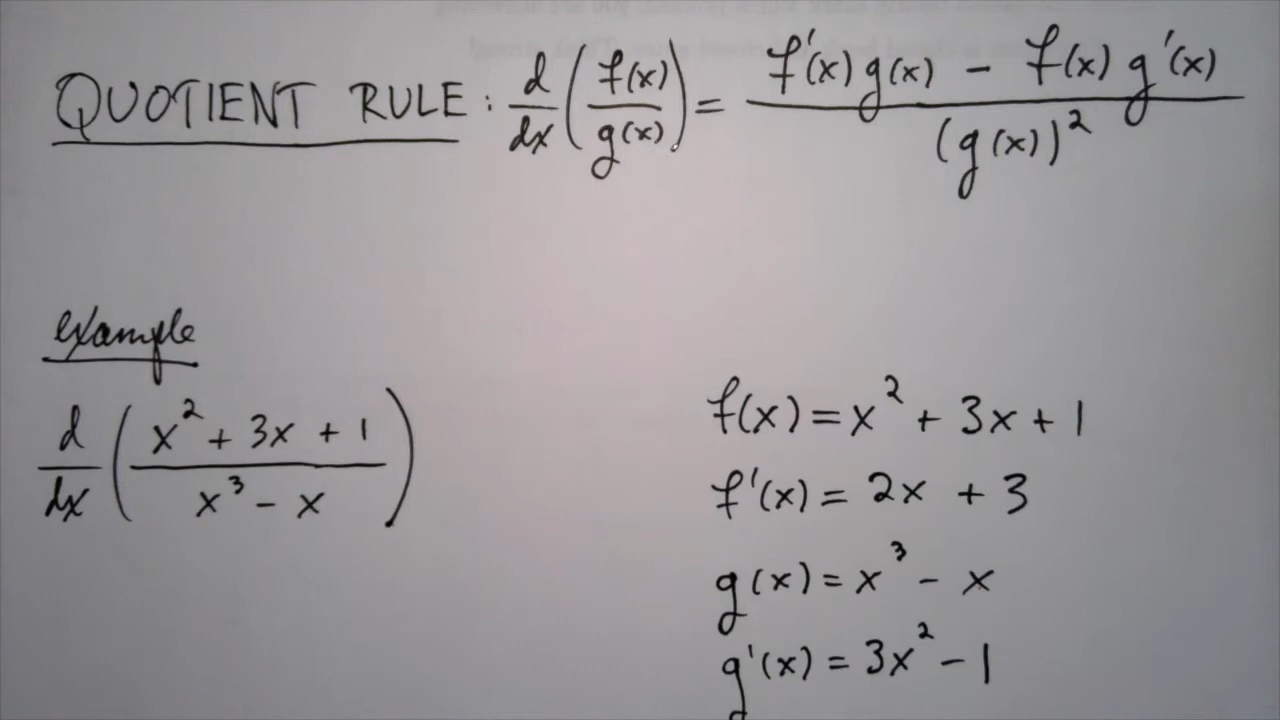 QUOTIENT RULE : d/dx ( f(x) / g(x) ) = f'(x) g(x) - f(x) g'(x) / (g(x))²
example
d/dx ( x² + 3x + 1 / x³ - x )
f(x) = x² + 3x + 1
f'(x) = 2x + 3
g(x) = x³ - x
g'(x) = 3x² - 1